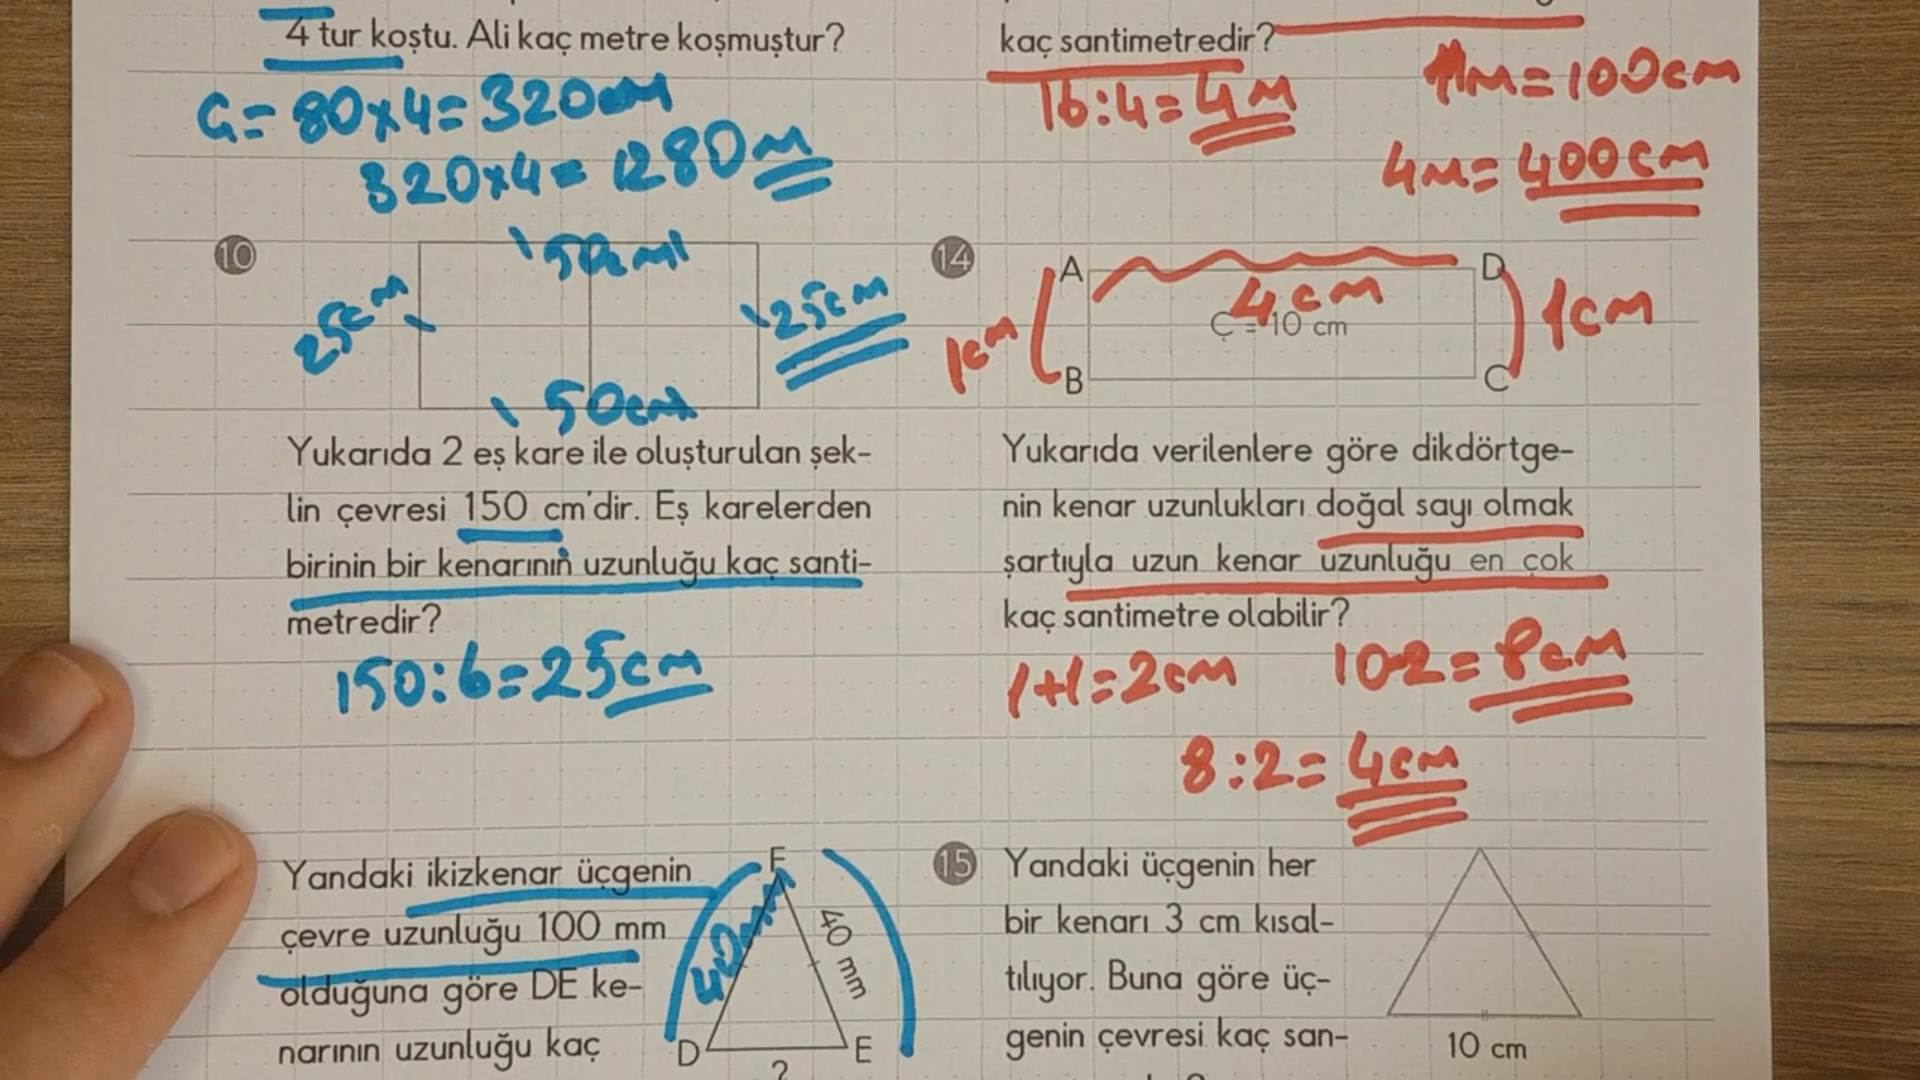 4 tur koştu. Ali kaç metre koşmuştur?
Ç= 80x4=320cm
320x4= 1280m
10
50cm
25cm
25cm
50cm
Yukarıda 2 eş kare ile oluşturulan şek-
lin çevresi 150 cm'dir. Eş karelerden
birinin bir kenarının uzunluğu kaç santi-
metredir?
150:6=25cm
Yandaki ikizkenar üçgenin
çevre uzunluğu 100 mm
olduğuna göre DE ke-
narının uzunluğu kaç
F
40mm
40 mm
D
E
?
kaç santimetredir?
16:4=4m
1m=100cm
4m=400cm
14
A
D
4cm
Ç = 10 cm
1cm
1cm
B
C
Yukarıda verilenlere göre dikdörtge-
nin kenar uzunlukları doğal sayı olmak
şartıyla uzun kenar uzunluğu en çok
kaç santimetre olabilir?
1+1=2cm
10-2=8cm
8:2=4cm
15
Yandaki üçgenin her
bir kenarı 3 cm kısal-
tılıyor. Buna göre üç-
genin çevresi kaç san-
10 cm